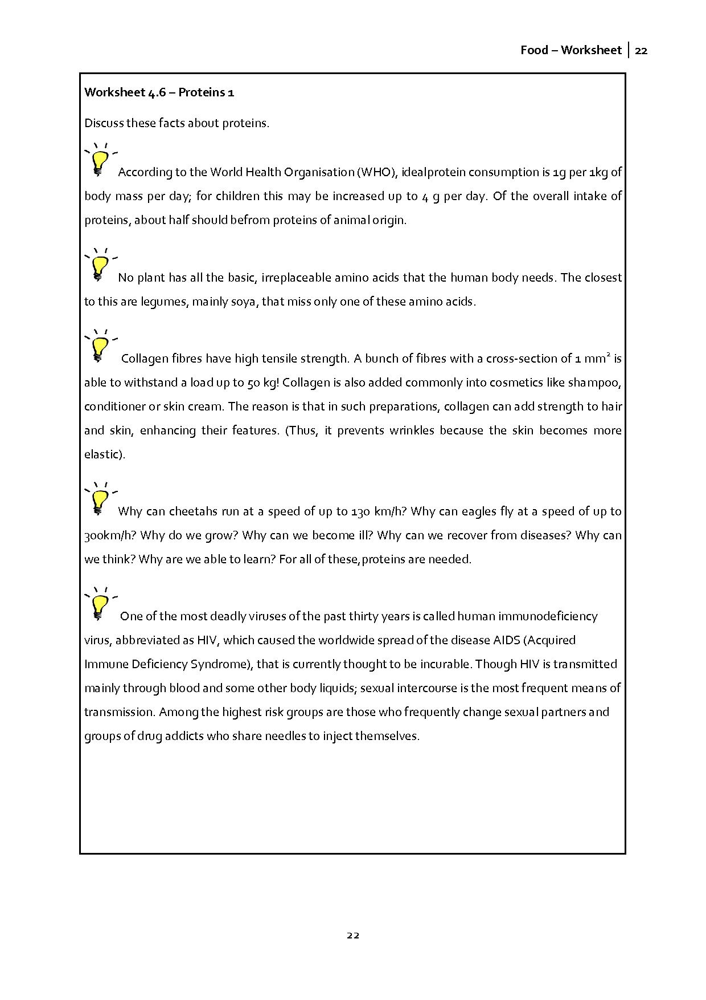 Food – Worksheet | 22
Worksheet 4.6 – Proteins 1
Discuss these facts about proteins.
According to the World Health Organisation (WHO), idealprotein consumption is 1g per 1kg of
body mass per day; for children this may be increased up to 4 g per day. Of the overall intake of
proteins, about half should befrom proteins of animal origin.
No plant has all the basic, irreplaceable amino acids that the human body needs. The closest
to this are legumes, mainly soya, that miss only one of these amino acids.
Collagen fibres have high tensile strength. A bunch of fibres with a cross-section of 1 mm² is
able to withstand a load up to 50 kg! Collagen is also added commonly into cosmetics like shampoo,
conditioner or skin cream. The reason is that in such preparations, collagen can add strength to hair
and skin, enhancing their features. (Thus, it prevents wrinkles because the skin becomes more
elastic).
Why can cheetahs run at a speed of up to 130 km/h? Why can eagles fly at a speed of up to
300km/h? Why do we grow? Why can we become ill? Why can we recover from diseases? Why can
we think? Why are we able to learn? For all of these,proteins are needed.
One of the most deadly viruses of the past thirty years is called human immunodeficiency
virus, abbreviated as HIV, which caused the worldwide spread of the disease AIDS (Acquired
Immune Deficiency Syndrome), that is currently thought to be incurable. Though HIV is transmitted
mainly through blood and some other body liquids; sexual intercourse is the most frequent means of
transmission. Among the highest risk groups are those who frequently change sexual partners and
groups of drug addicts who share needles to inject themselves.
22